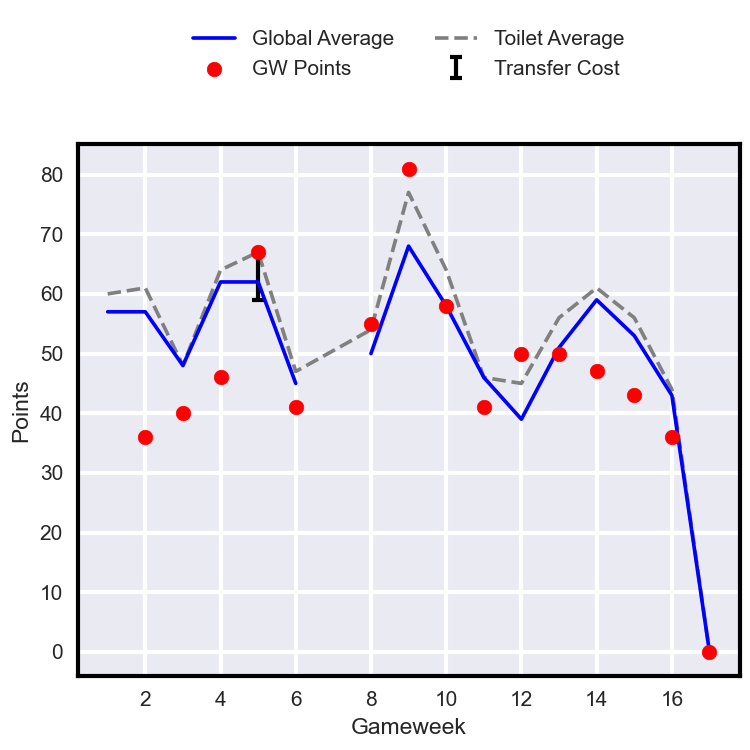 Global Average
Toilet Average
GW Points
Transfer Cost
80
70
60
50
40
30
20
10
0
Points
2 4 6 8 10 12 14 16
Gameweek